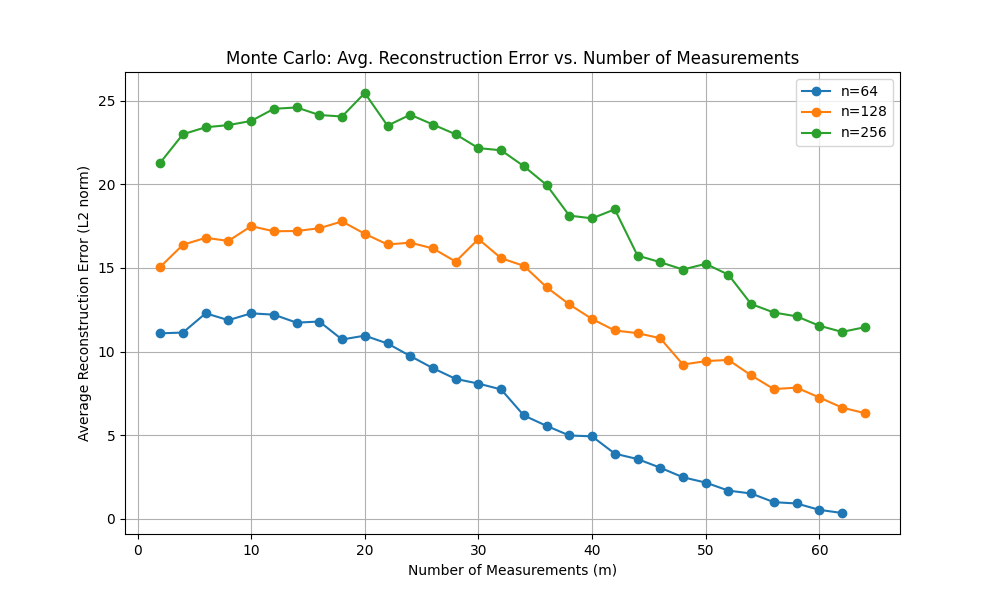 Monte Carlo: Avg. Reconstruction Error vs. Number of Measurements
n=64
n=128
n=256
Average Reconstruction Error (L2 norm)
25
20
15
10
5
0
0 10 20 30 40 50 60
Number of Measurements (m)